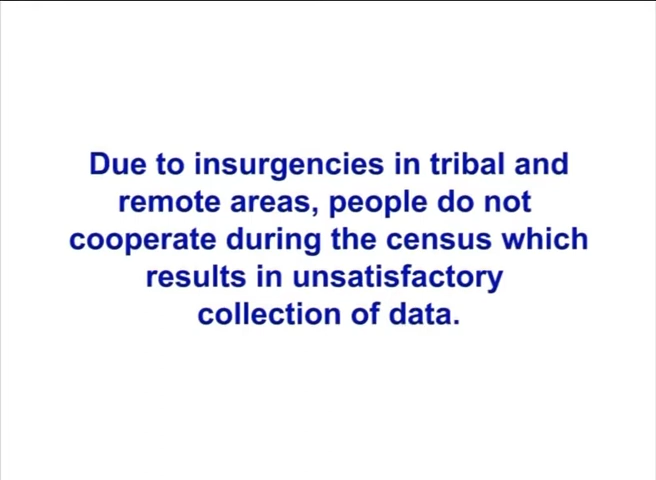 Due to insurgencies in tribal and
remote areas, people do not
cooperate during the census which
results in unsatisfactory
collection of data.